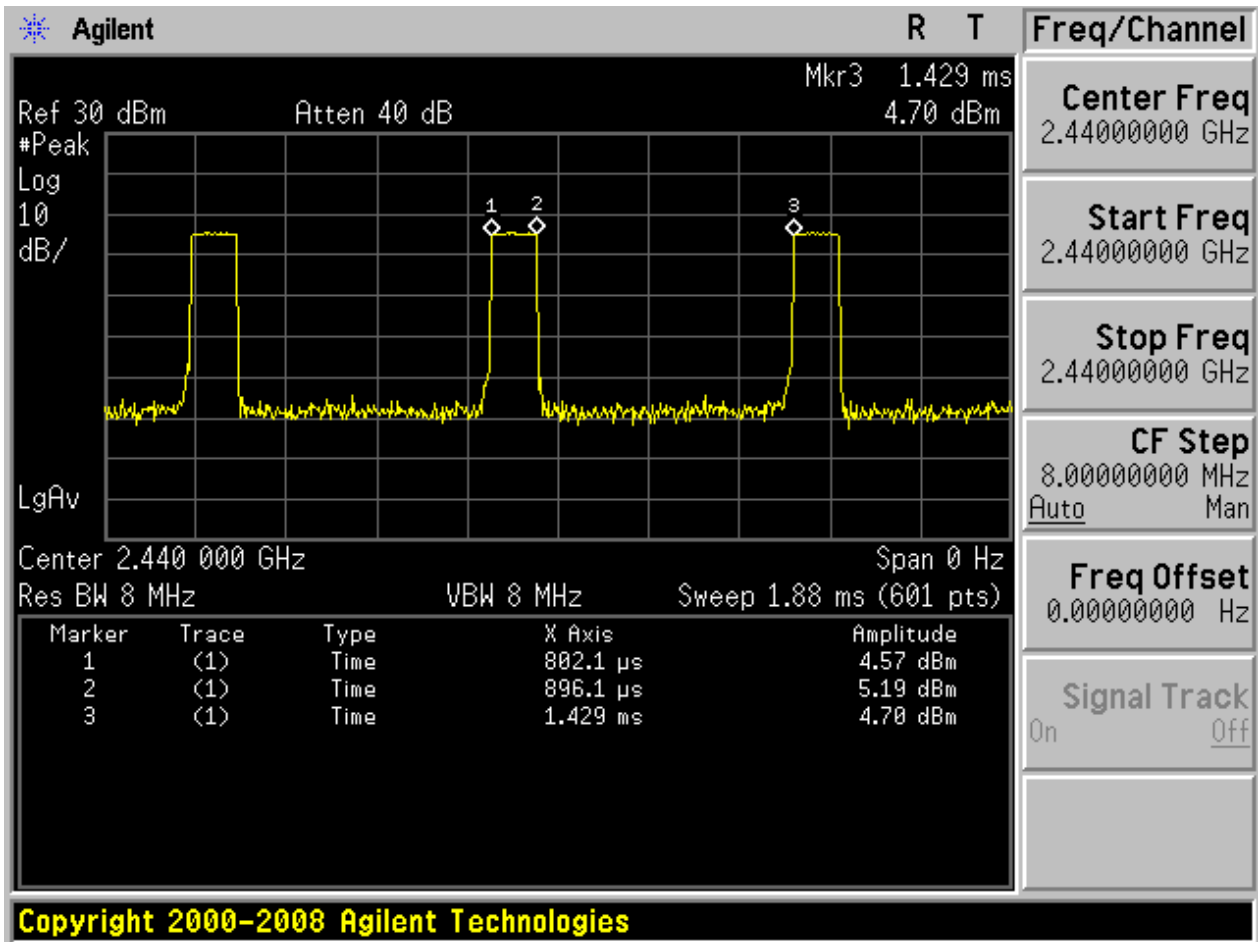 Agilent R T
Mkr3 1.429 ms
Ref 30 dBm Atten 40 dB 4.70 dBm
#Peak
Log
10
dB/
1 2 3
LgAv
Center 2.440 000 GHz Span 0 Hz
Res BW 8 MHz VBW 8 MHz Sweep 1.88 ms (601 pts)
Marker Trace Type X Axis Amplitude
1 (1) Time 802.1 µs 4.57 dBm
2 (1) Time 896.1 µs 5.19 dBm
3 (1) Time 1.429 ms 4.70 dBm
Freq/Channel
Center Freq
2.44000000 GHz
Start Freq
2.44000000 GHz
Stop Freq
2.44000000 GHz
CF Step
8.00000000 MHz
Auto Man
Freq Offset
0.00000000 Hz
Signal Track
On Off
Copyright 2000-2008 Agilent Technologies